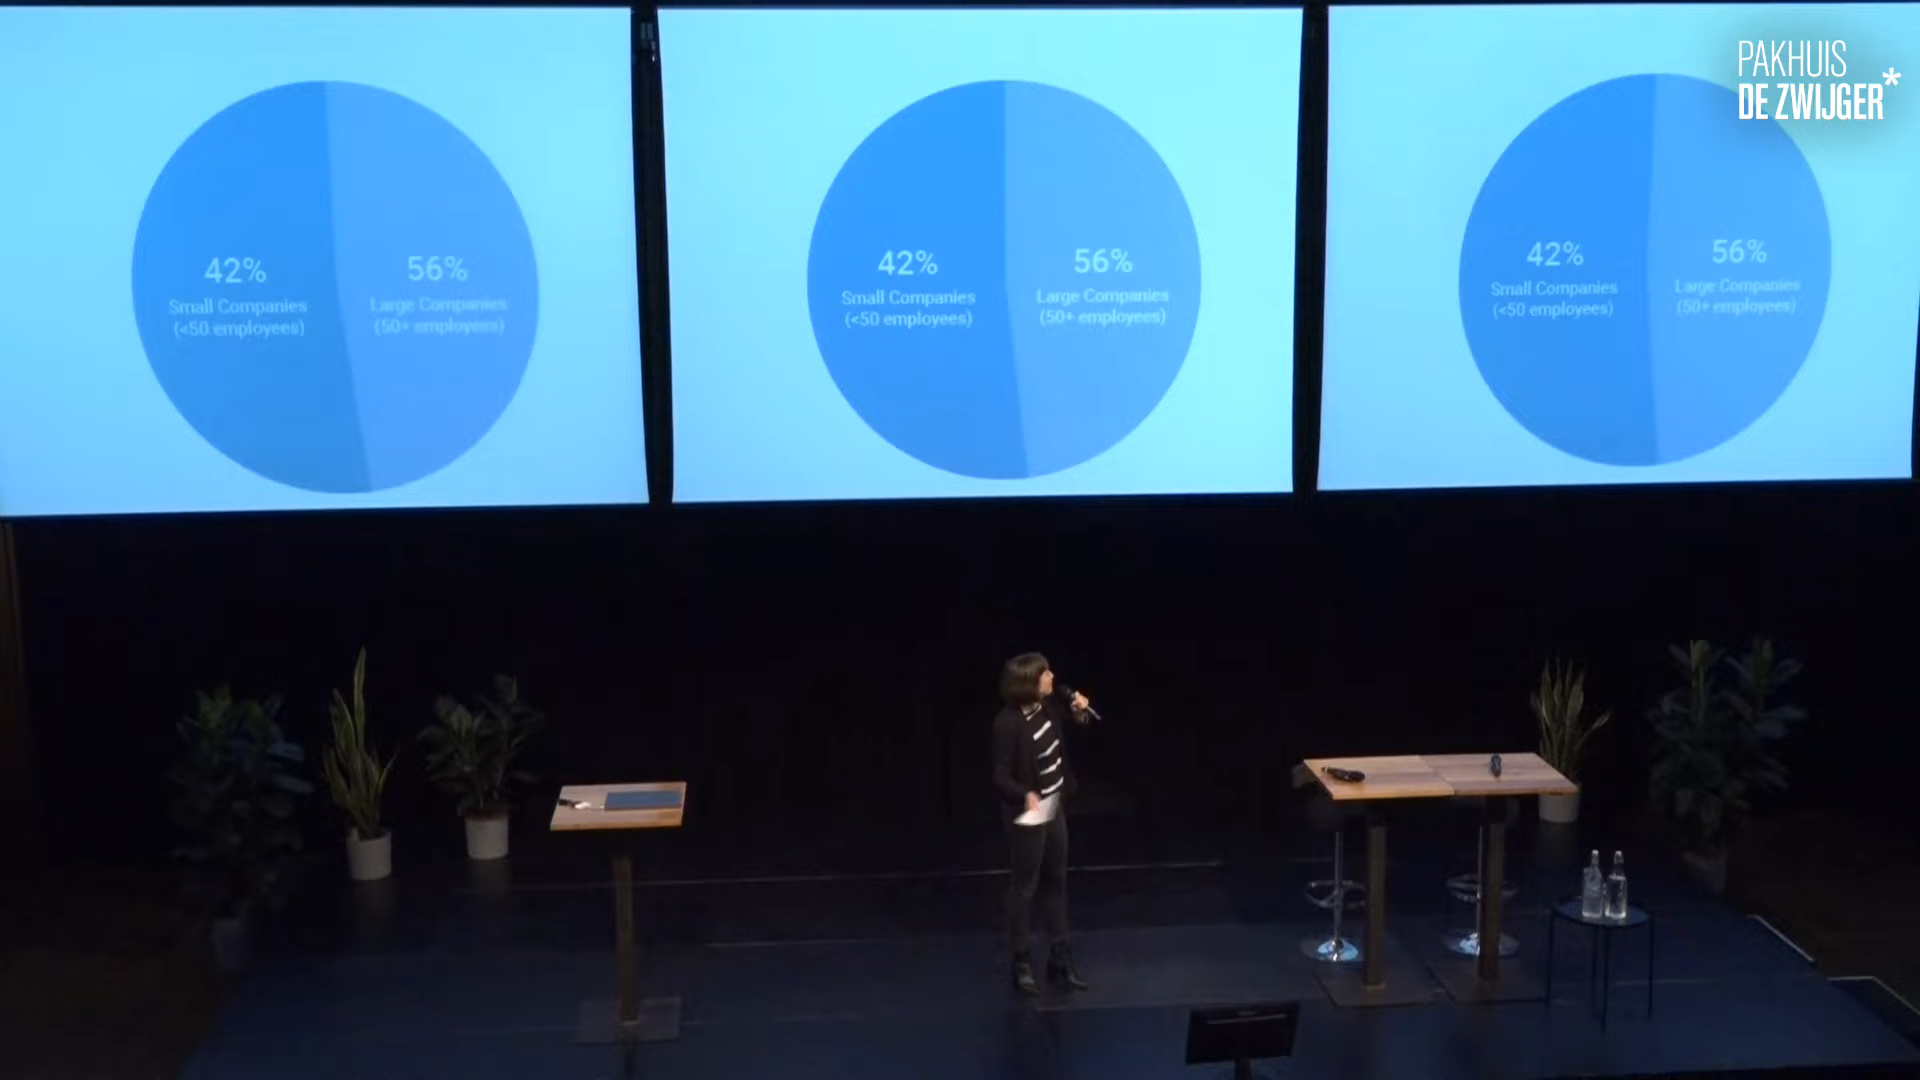 42%
Small Companies
(<50 employees)
56%
Large Companies
(50+ employees)
42%
Small Companies
(<50 employees)
56%
Large Companies
(50+ employees)
42%
Small Companies
(<50 employees)
56%
Large Companies
(50+ employees)
PAKHUIS
DE ZWIJGER*